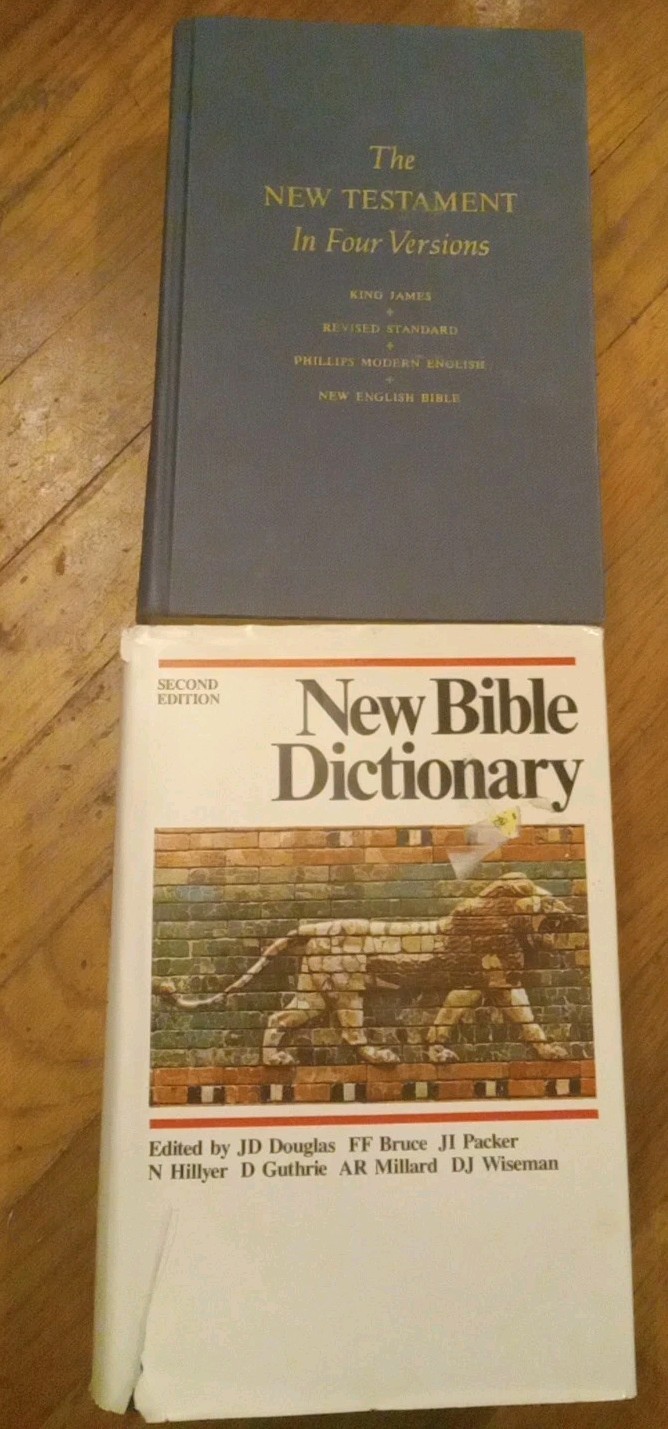 The
NEW TESTAMENT
In Four Versions
KING JAMES
REVISED STANDARD
PHILLIPS MODERN ENGLISH
NEW ENGLISH BIBLE
SECOND
EDITION
New Bible
Dictionary
Edited by JD Douglas FF Bruce JI Packer
N Hillyer D Guthrie AR Millard DJ Wiseman